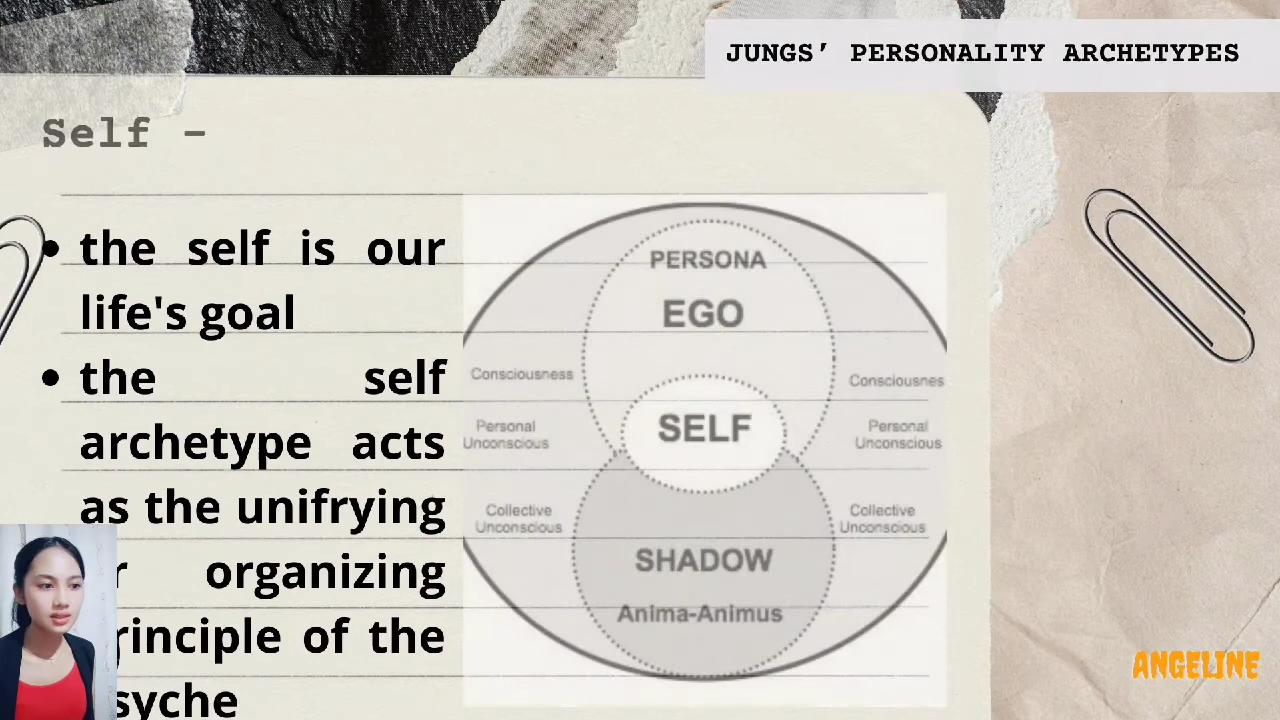 JUNGS’ PERSONALITY ARCHETYPES
Self -
• the self is our
life's goal
• the self
archetype acts
as the unifrying
r organizing
rinciple of the
syche
PERSONA
EGO
Consciousness
Consciousnes
SELF
Personal
Unconscious
Personal
Unconscious
Collective
Unconscious
Collective
Unconscious
SHADOW
Anima-Animus
ANGELINE